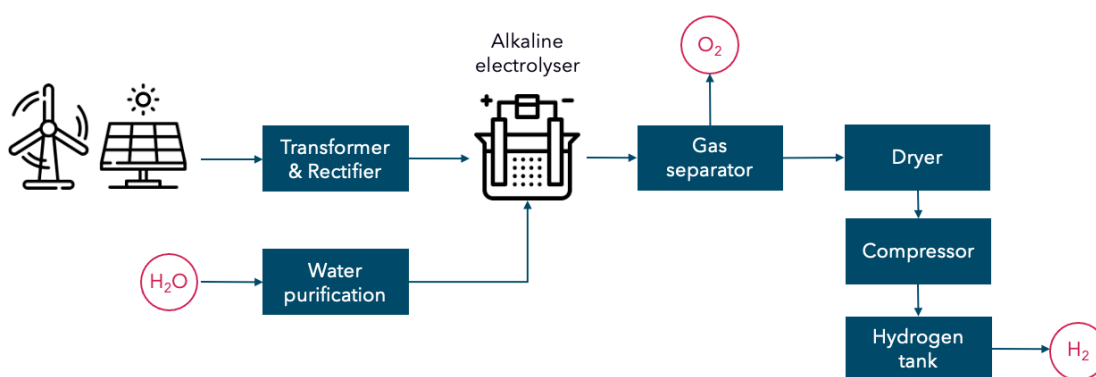 Alkaline
electrolyser
+ −
O₂
Transformer
& Rectifier
Gas
separator
Dryer
H₂O
Water
purification
Compressor
Hydrogen
tank
H₂